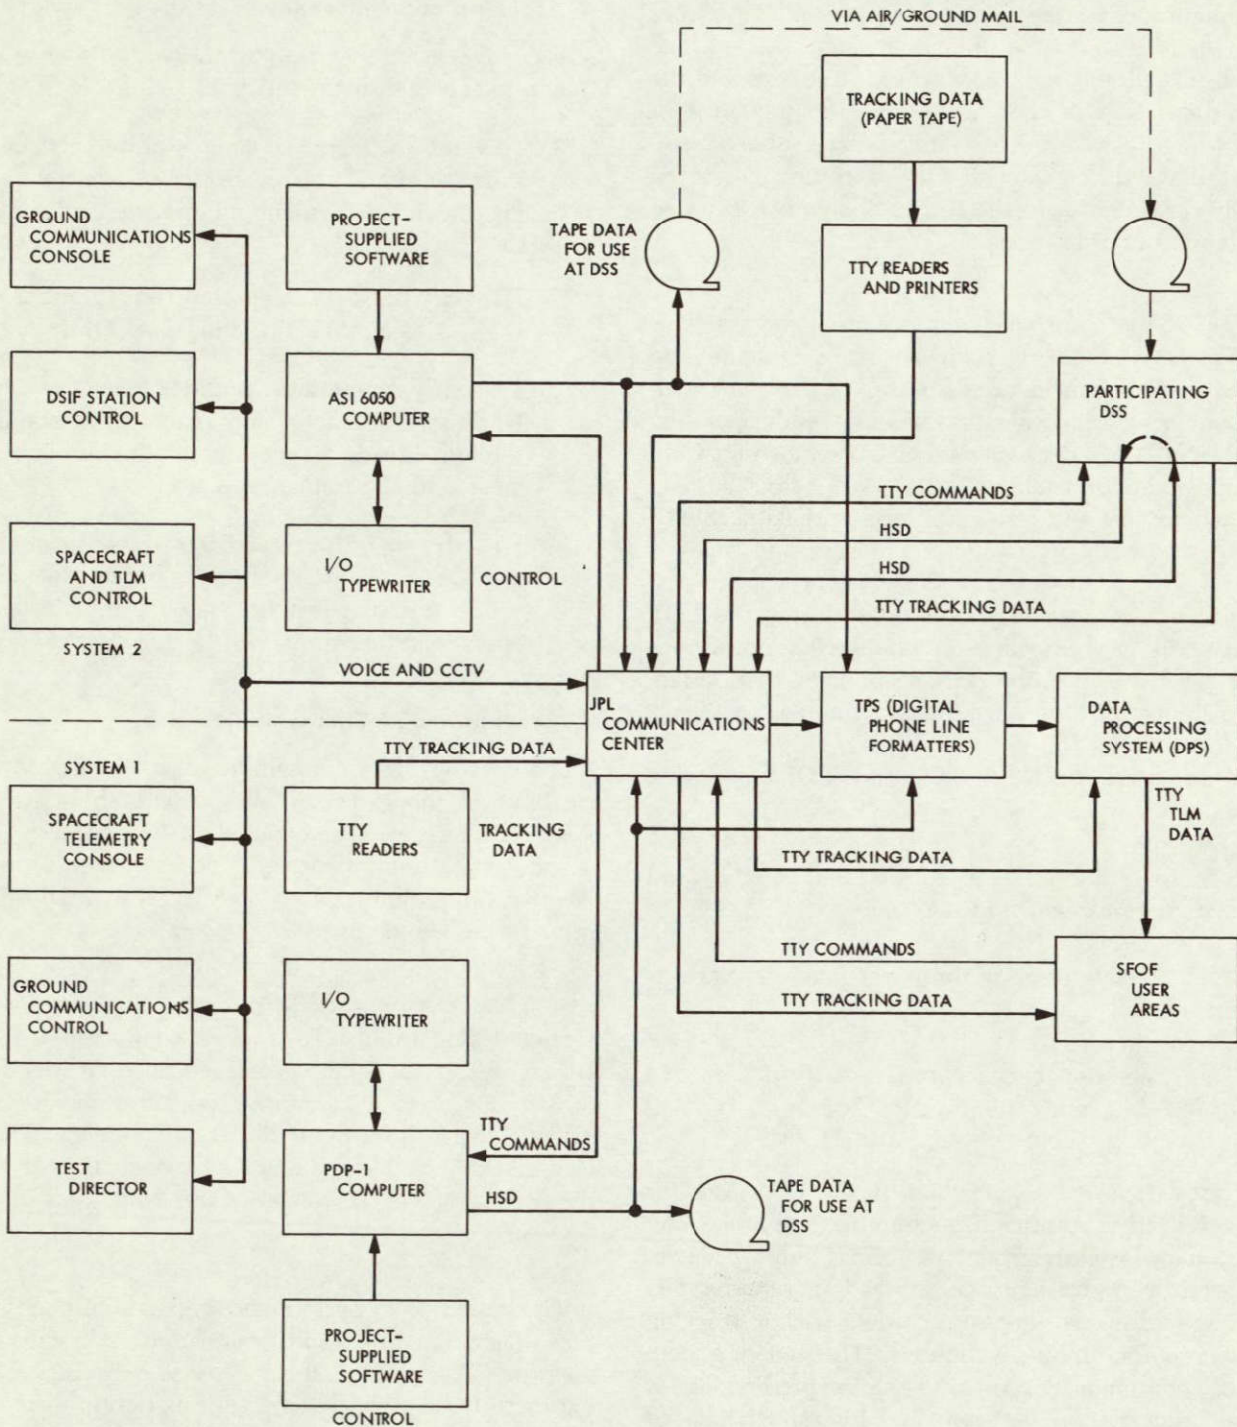 VIA AIR/GROUND MAIL
TRACKING DATA
(PAPER TAPE)
GROUND
COMMUNICATIONS
CONSOLE
PROJECT-
SUPPLIED
SOFTWARE
TAPE DATA
FOR USE
AT DSS
TTY READERS
AND PRINTERS
DSIF STATION
CONTROL
ASI 6050
COMPUTER
PARTICIPATING
DSS
TTY COMMANDS
HSD
HSD
TTY TRACKING DATA
SPACECRAFT
AND TLM
CONTROL
I/O
TYPEWRITER
CONTROL
SYSTEM 2
VOICE AND CCTV
JPL
COMMUNICATIONS
CENTER
TPS (DIGITAL
PHONE LINE
FORMATTERS)
DATA
PROCESSING
SYSTEM (DPS)
SYSTEM 1
TTY TRACKING DATA
SPACECRAFT
TELEMETRY
CONSOLE
TTY
READERS
TRACKING
DATA
TTY
TLM
DATA
TTY TRACKING DATA
TTY COMMANDS
TTY TRACKING DATA
SFOF
USER
AREAS
GROUND
COMMUNICATIONS
CONTROL
I/O
TYPEWRITER
TTY
COMMANDS
TEST
DIRECTOR
PDP-1
COMPUTER
HSD
TAPE DATA
FOR USE AT
DSS
PROJECT-
SUPPLIED
SOFTWARE
CONTROL